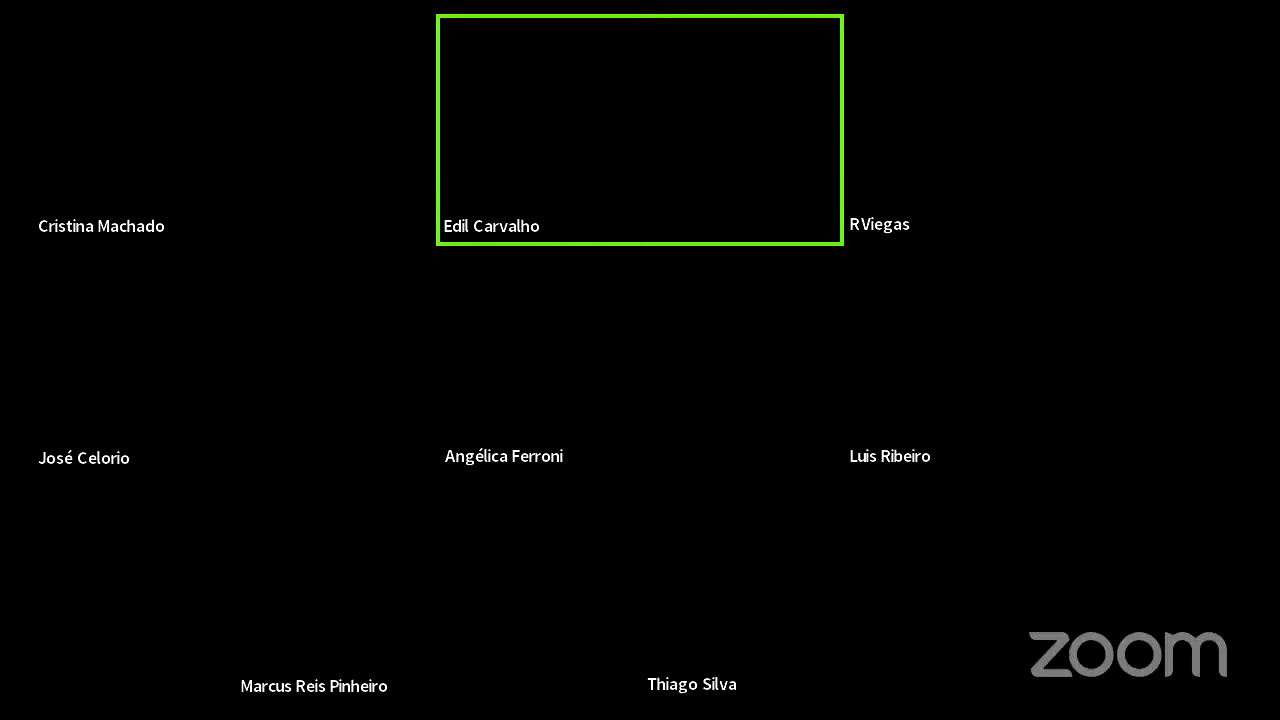 Cristina Machado
Edil Carvalho
RViegas
José Celorio
Angélica Ferroni
Luis Ribeiro
Marcus Reis Pinheiro
Thiago Silva
zoom